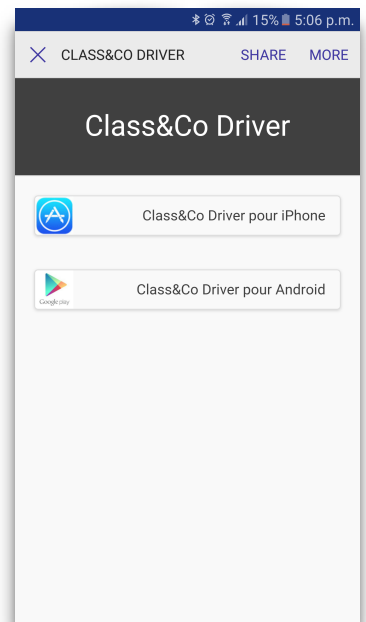 15% 5:06 p.m.
CLASS&CO DRIVER SHARE MORE
Class&Co Driver
Class&Co Driver pour iPhone
Google play
Class&Co Driver pour Android